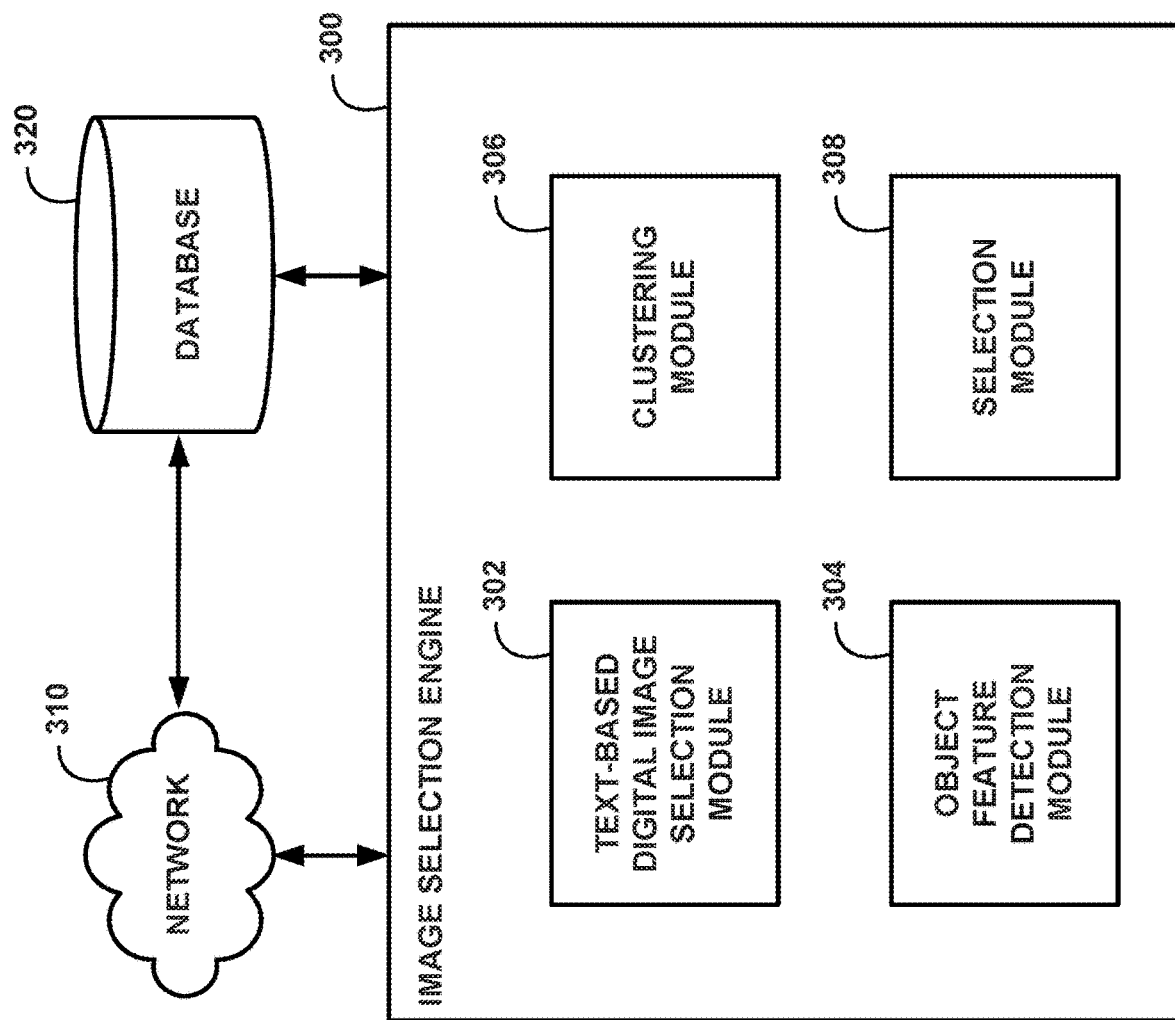 310
NETWORK
320
DATABASE
300
IMAGE SELECTION ENGINE
302
TEXT-BASED
DIGITAL IMAGE
SELECTION
MODULE
306
CLUSTERING
MODULE
304
OBJECT
FEATURE
DETECTION
MODULE
308
SELECTION
MODULE